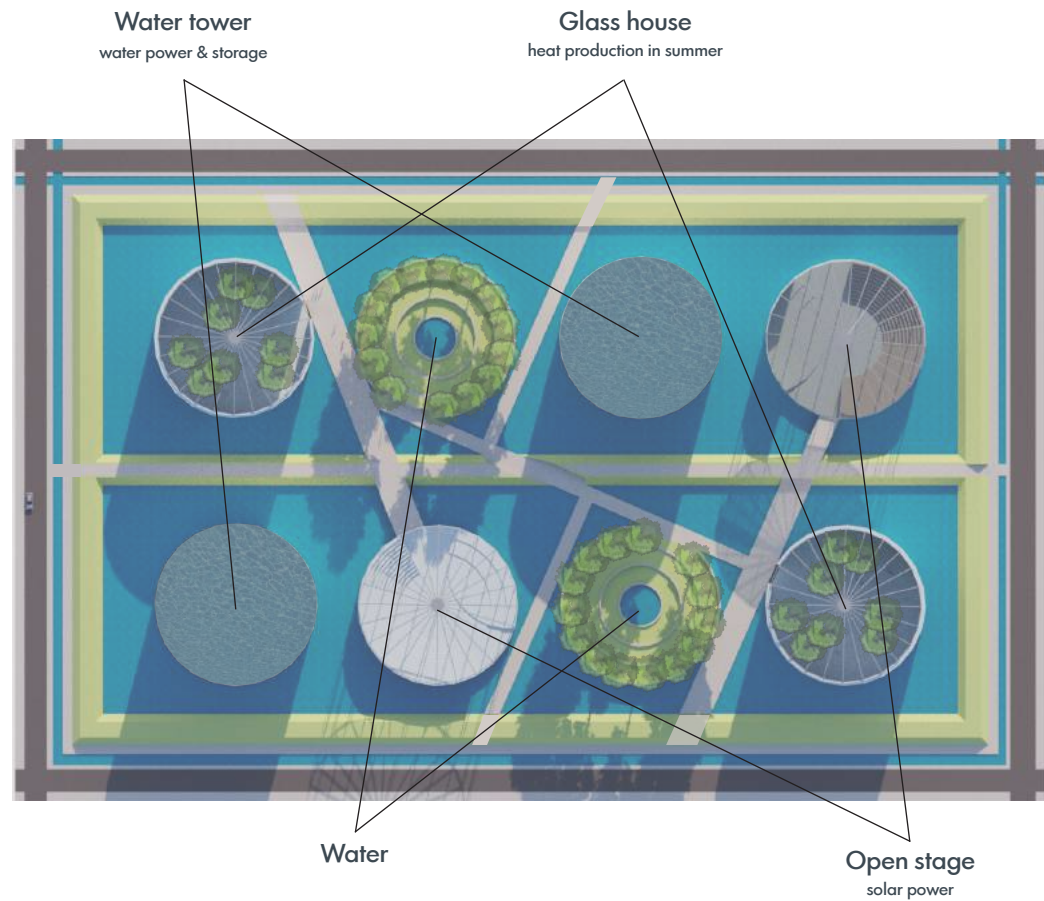 Water tower
water power & storage
Glass house
heat production in summer
Water
Open stage
solar power